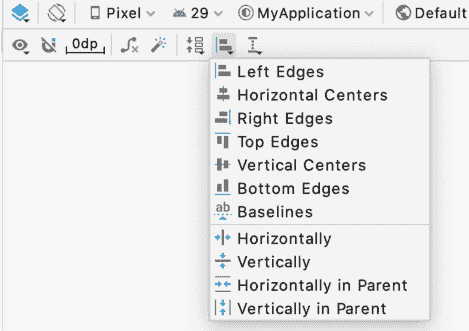 Pixel 29 MyApplication Default
0dp
Left Edges
Horizontal Centers
Right Edges
Top Edges
Vertical Centers
Bottom Edges
ab Baselines
Horizontally
Vertically
Horizontally in Parent
Vertically in Parent